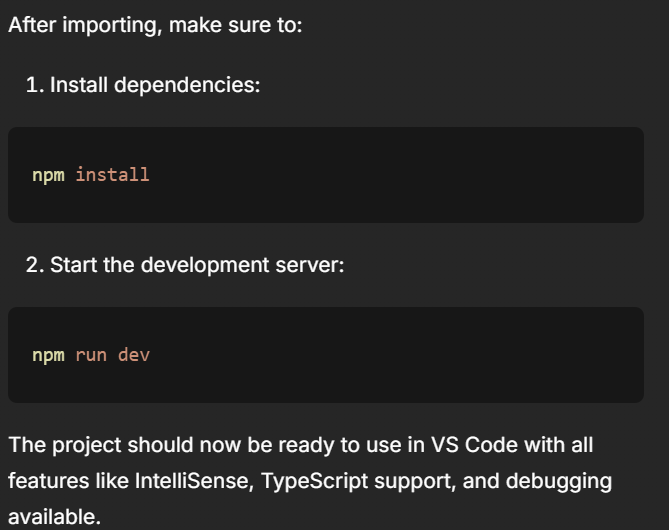 After importing, make sure to:
1. Install dependencies:
npm install
2. Start the development server:
npm run dev
The project should now be ready to use in VS Code with all
features like IntelliSense, TypeScript support, and debugging
available.